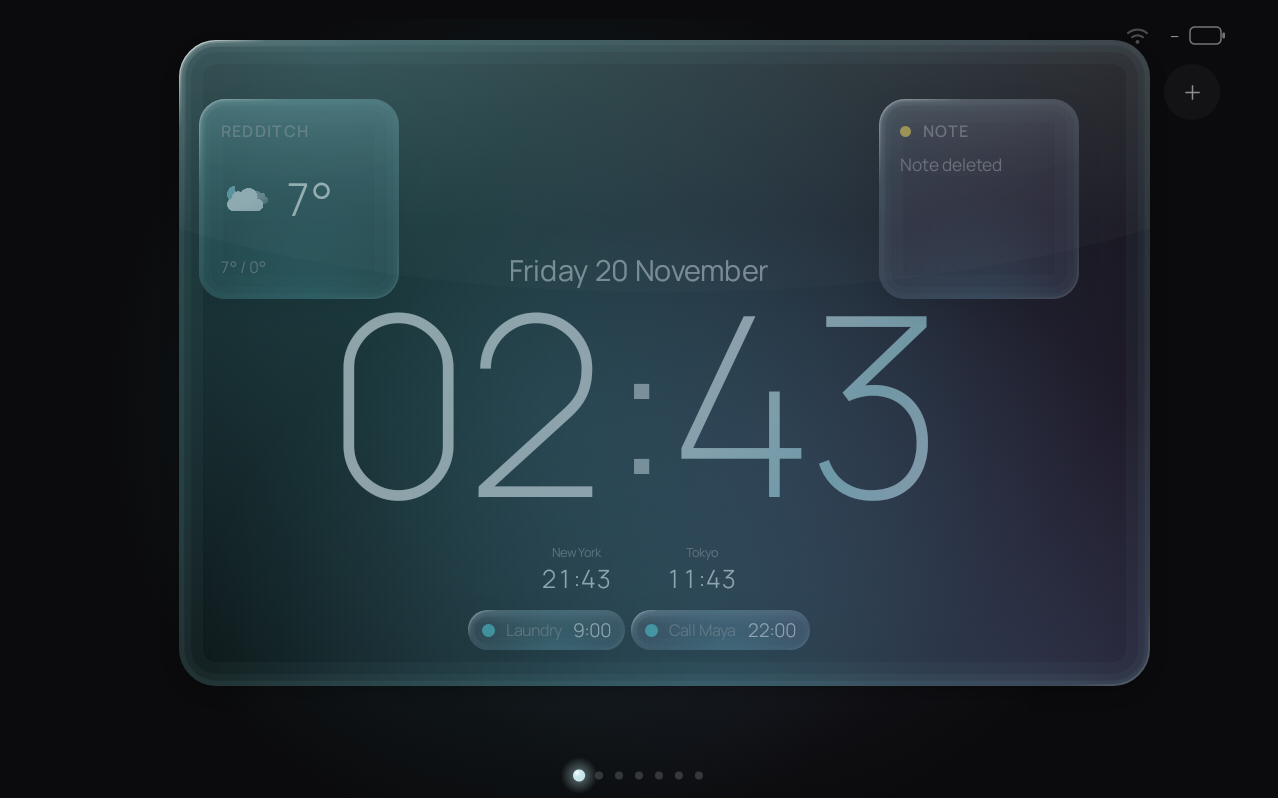 –
REDDITCH
7°
7° / 0°
NOTE
Note deleted
Friday 20 November
02:43
New York
21:43
Tokyo
11:43
Laundry 9:00
Call Maya 22:00